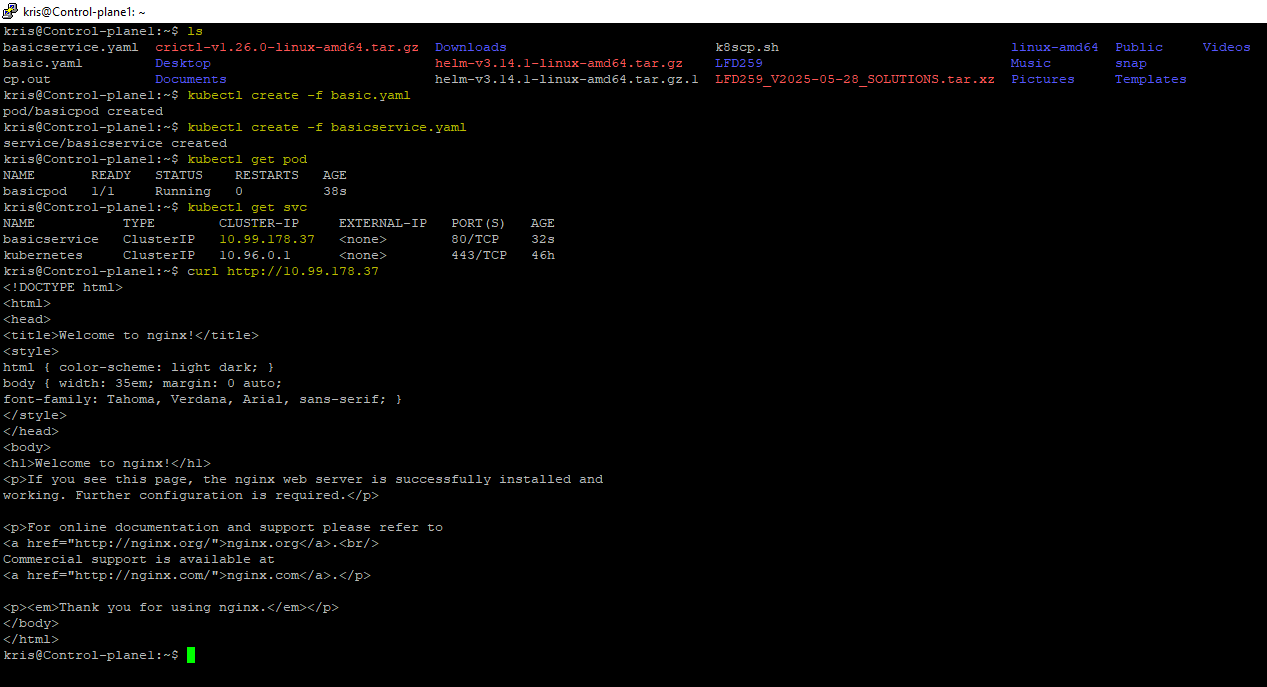 kris@Control-plane1: ~
kris@Control-plane1:~$ ls
basicservice.yaml  crictl-v1.26.0-linux-amd64.tar.gz  Downloads                          k8scp.sh                             linux-amd64  Public     Videos
basic.yaml         Desktop                            helm-v3.14.1-linux-amd64.tar.gz    LFD259                               Music        snap
cp.out             Documents                          helm-v3.14.1-linux-amd64.tar.gz.1  LFD259_V2025-05-28_SOLUTIONS.tar.xz  Pictures     Templates
kris@Control-plane1:~$ kubectl create -f basic.yaml
pod/basicpod created
kris@Control-plane1:~$ kubectl create -f basicservice.yaml
service/basicservice created
kris@Control-plane1:~$ kubectl get pod
NAME       READY   STATUS    RESTARTS   AGE
basicpod   1/1     Running   0          38s
kris@Control-plane1:~$ kubectl get svc
NAME           TYPE        CLUSTER-IP     EXTERNAL-IP   PORT(S)   AGE
basicservice   ClusterIP   10.99.178.37   <none>        80/TCP    32s
kubernetes     ClusterIP   10.96.0.1      <none>        443/TCP   46h
kris@Control-plane1:~$ curl http://10.99.178.37
<!DOCTYPE html>
<html>
<head>
<title>Welcome to nginx!</title>
<style>
html { color-scheme: light dark; }
body { width: 35em; margin: 0 auto;
font-family: Tahoma, Verdana, Arial, sans-serif; }
</style>
</head>
<body>
<h1>Welcome to nginx!</h1>
<p>If you see this page, the nginx web server is successfully installed and
working. Further configuration is required.</p>

<p>For online documentation and support please refer to
<a href="http://nginx.org/">nginx.org</a>.<br/>
Commercial support is available at
<a href="http://nginx.com/">nginx.com</a>.</p>

<p><em>Thank you for using nginx.</em></p>
</body>
</html>
kris@Control-plane1:~$